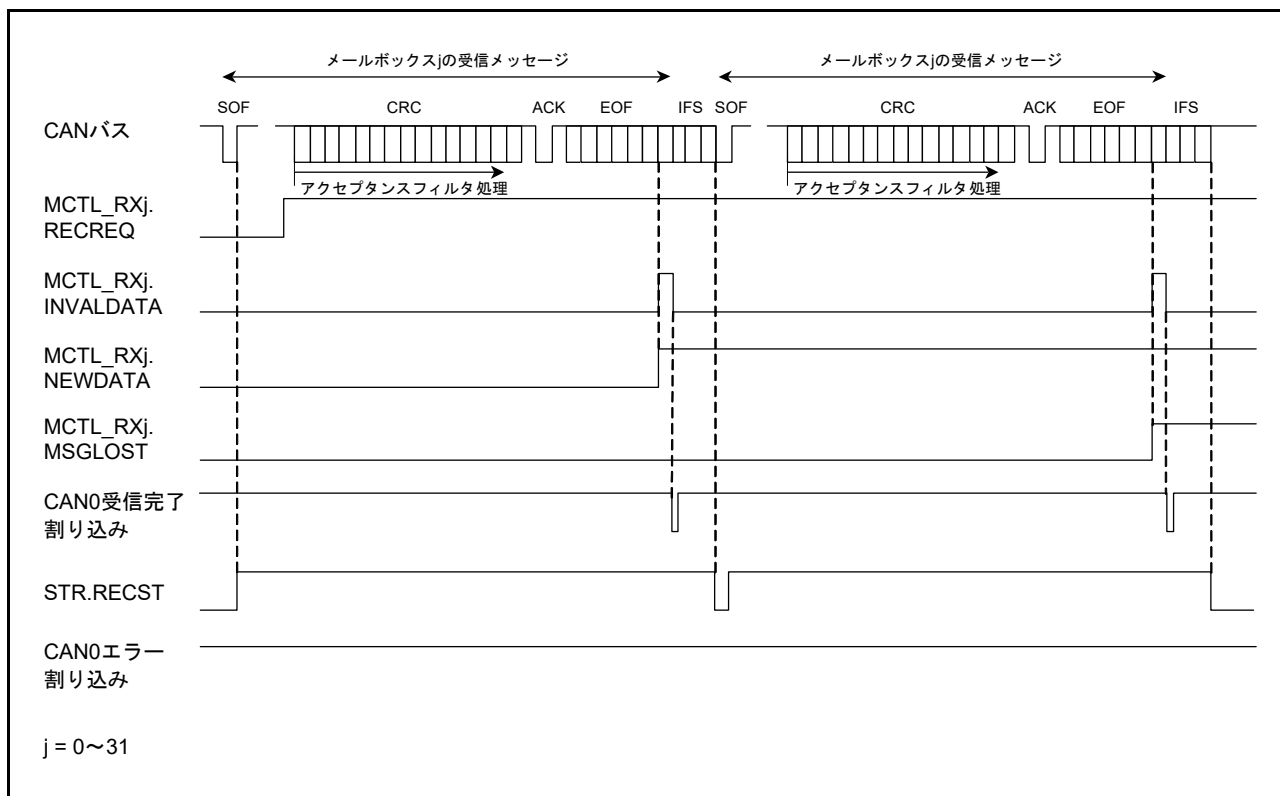 メールボックスjの受信メッセージ メールボックスjの受信メッセージ
SOF CRC ACK EOF IFS SOF CRC ACK EOF IFS
CANバス
アクセプタンスフィルタ処理 アクセプタンスフィルタ処理
MCTL_RXj.
RECREQ
MCTL_RXj.
INVALDATA
MCTL_RXj.
NEWDATA
MCTL_RXj.
MSGLOST
CAN0受信完了
割り込み
STR.RECST
CAN0エラー
割り込み
j = 0～31